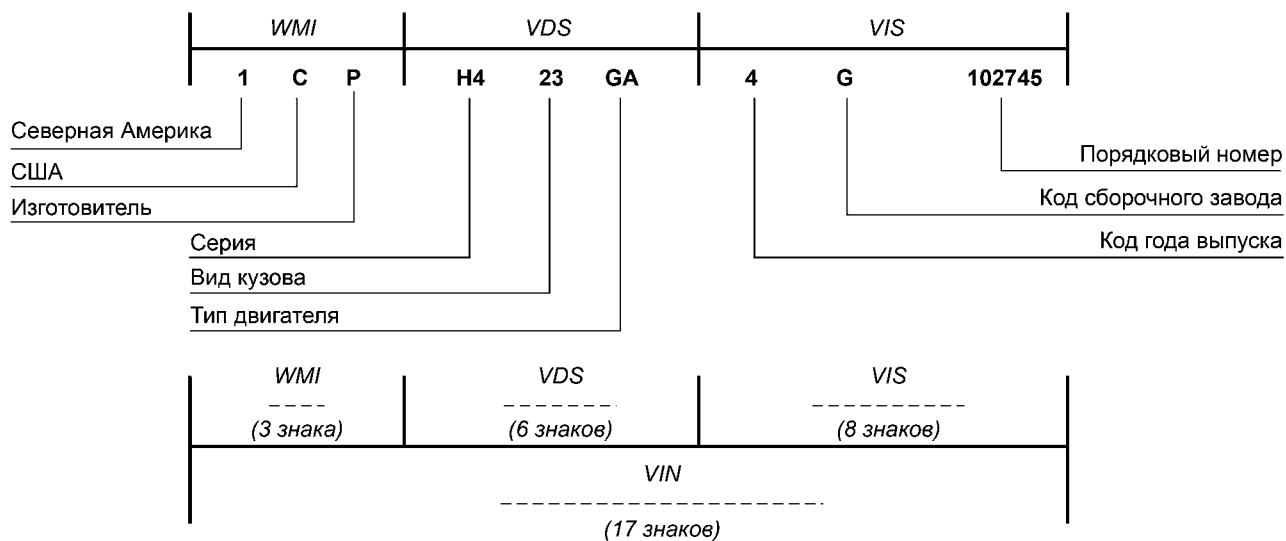 WMI VDS VIS
1 C P H4 23 GA 4 G 102745
Северная Америка
Порядковый номер
США
Код сборочного завода
Изготовитель
Серия
Код года выпуска
Вид кузова
Тип двигателя
WMI VDS VIS
(3 знака) (6 знаков) (8 знаков)
VIN
(17 знаков)